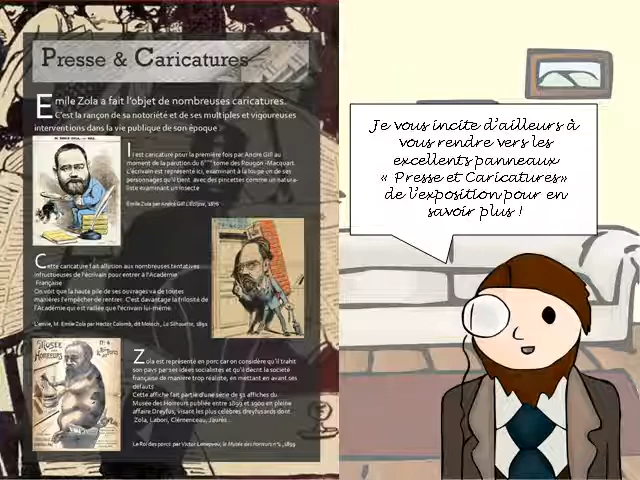 Presse & Caricatures
Emile Zola a fait l'objet de nombreuses caricatures.
C'est la rançon de sa notoriété et de ses multiples et vigoureuses
interventions dans la vie publique de son époque
Il est caricaturé pour la première fois par André Gill au
moment de la parution du 6ème tome des Rougon -Macquart.
L'écrivain est représenté ici, examinant à la loupe un de ses
personnages qu'il tient avec des pincettes comme un natura-
liste examinant un insecte
Emile Zola par André Gill L'Eclipse, 1876
Cette caricature fait allusion aux nombreuses tentatives
infructueuses de l'écrivain pour entrer à l'Académie
Française
On voit que la haute pile de ses ouvrages va de toutes
manières l'empêcher de rentrer. C'est davantage la frilosité de
l'Académie qui est raillée que l'écrivain lui-même.
L'envie, M. Emile Zola par Hector Colomb, dit Moloch, La Silhouette, 1892
MUSÉE
DES
HORREURS
Zola est représenté en porc car on considère qu'il trahit
son pays par ses idées socialistes et qu'il décrit la société
française de manière trop réaliste, en mettant en avant ses
défauts
Cette affiche fait partie d'une série de 51 affiches du
Musée des Horreurs publiée entre 1899 et 1900 en pleine
affaire Dreyfus, visant les plus célèbres dreyfusards dont
Zola, Labori, Clémenceau, Jaurès...
Le Roi des porcs par Victor Lenepveu, le Musée des Horreurs n°4, 1899
Je vous incite d'ailleurs à
vous rendre vers les
excellents panneaux
« Presse et Caricatures»
de l'exposition pour en
savoir plus !